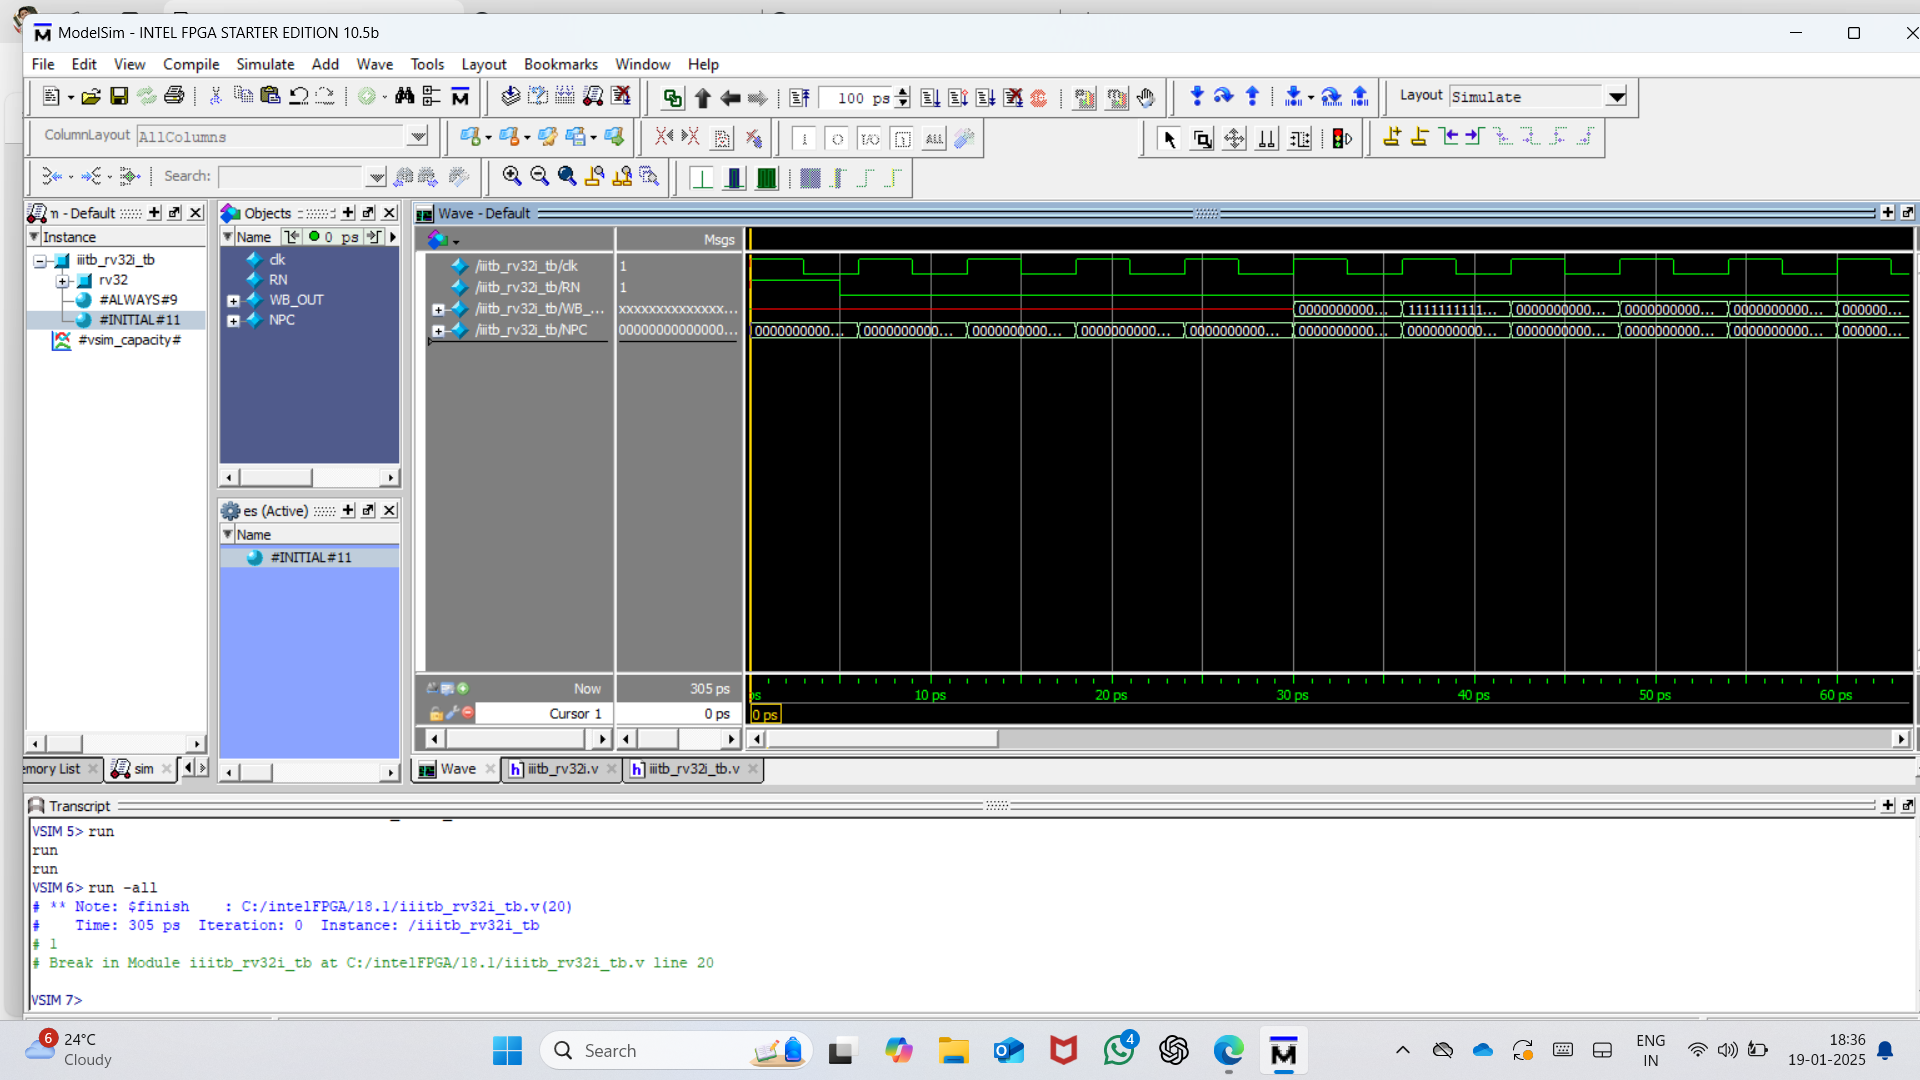 ModelSim - INTEL FPGA STARTER EDITION 10.5b
File Edit View Compile Simulate Add Wave Tools Layout Bookmarks Window Help
100 ps
Layout Simulate
ColumnLayout AllColumns
ALL
Search:
n - Default
Instance
iiitb_rv32i_tb
rv32
#ALWAYS#9
#INITIAL#11
#vsim_capacity#
emory List
sim
Objects
Name 0 ps
clk
RN
WB_OUT
NPC
es (Active)
Name
#INITIAL#11
Wave - Default
Msgs
/iiitb_rv32i_tb/clk 1
/iiitb_rv32i_tb/RN 1
/iiitb_rv32i_tb/WB_... xxxxxxxxxxxxxx... 0000000000... 1111111111... 0000000000... 0000000000... 0000000000... 000000...
/iiitb_rv32i_tb/NPC 00000000000000... 0000000000... 0000000000... 0000000000... 0000000000... 0000000000... 0000000000... 0000000000... 0000000000... 0000000000... 0000000000... 000000...
Now 305 ps
Cursor 1 0 ps
ps 10 ps 20 ps 30 ps 40 ps 50 ps 60 ps
0 ps
Wave iiitb_rv32i.v iiitb_rv32i_tb.v
Transcript
VSIM 5> run
run
run
VSIM 6> run -all
# ** Note: $finish : C:/intelFPGA/18.1/iiitb_rv32i_tb.v(20)
# Time: 305 ps Iteration: 0 Instance: /iiitb_rv32i_tb
# 1
# Break in Module iiitb_rv32i_tb at C:/intelFPGA/18.1/iiitb_rv32i_tb.v line 20
VSIM 7>
6
24°C
Cloudy
Search
4
ENG
IN
18:36
19-01-2025